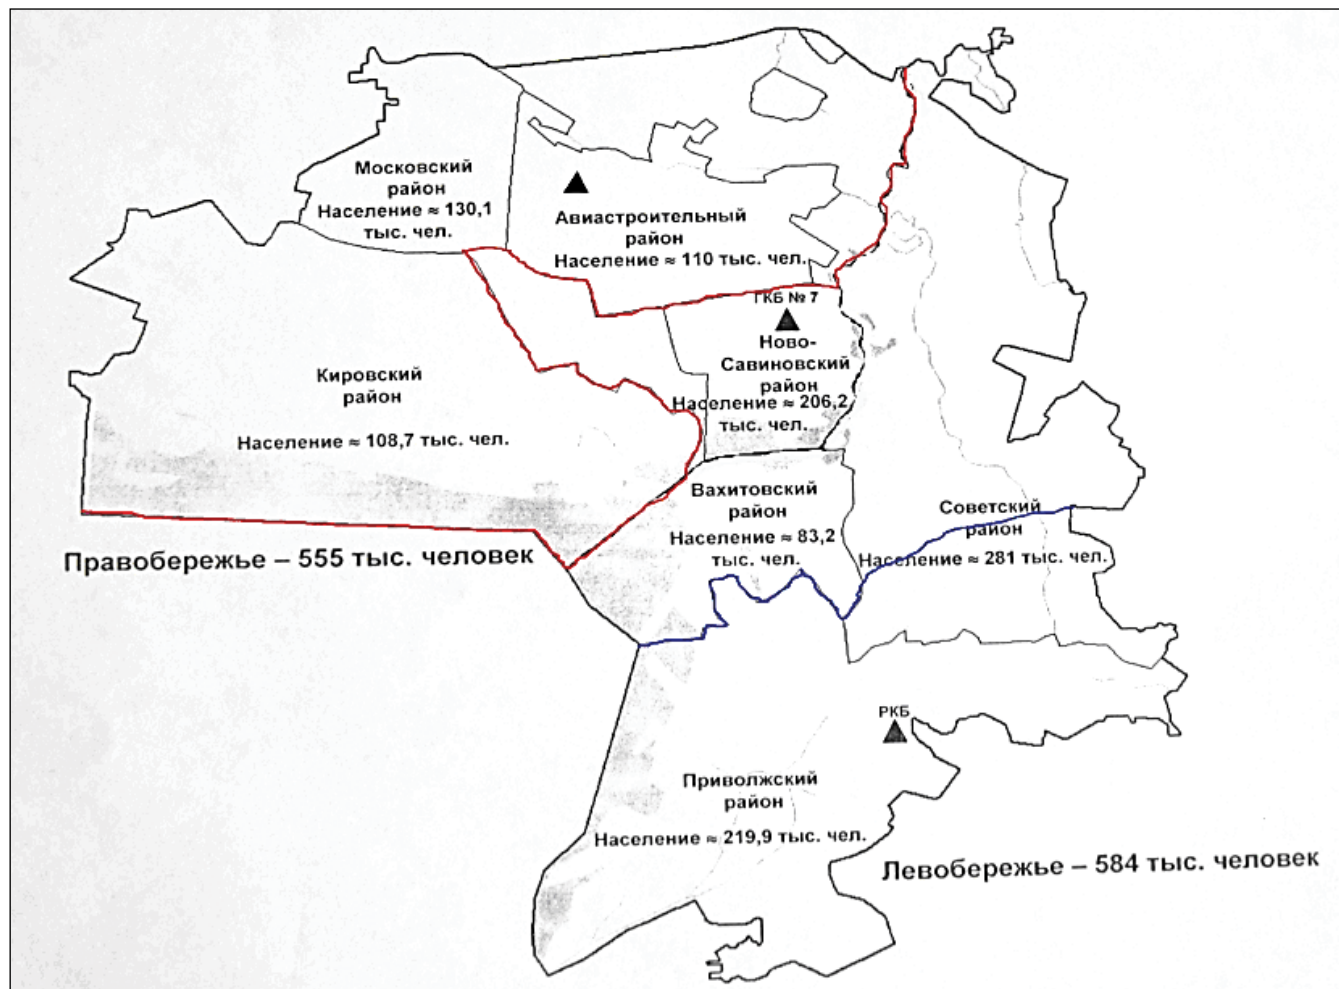 Московский
район
Население ≈ 130,1
тыс. чел.
Авиастроительный
район
Население ≈ 110 тыс. чел.
ГКБ № 7
Ново-
Савиновский
район
Население ≈ 206,2
тыс. чел.
Кировский
район
Население ≈ 108,7 тыс. чел.
Вахитовский
район
Население ≈ 83,2
тыс. чел.
Советский
район
Население ≈ 281 тыс. чел.
Правобережье – 555 тыс. человек
РКБ
Приволжский
район
Население ≈ 219,9 тыс. чел.
Левобережье – 584 тыс. человек